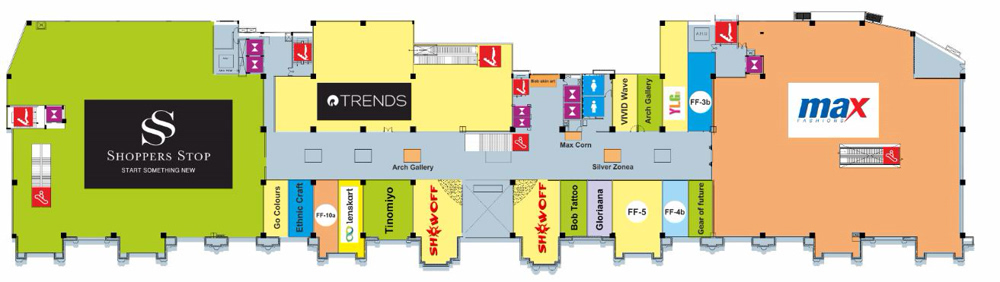 Bob skin art
VIVID Wave
Arch Gallery
YLG
FF-3b
S
SHOPPERS STOP
START SOMETHING NEW
TRENDS
max
FASHIONS
Max Corn
Arch Gallery
Silver Zonea
Go Colours
Ethnic Craft
FF-10a
lenskart
Tinomiyo
SHOWOFF
SHOWOFF
Bob Tattoo
Gloriaana
FF-5
FF-4b
Gear of future